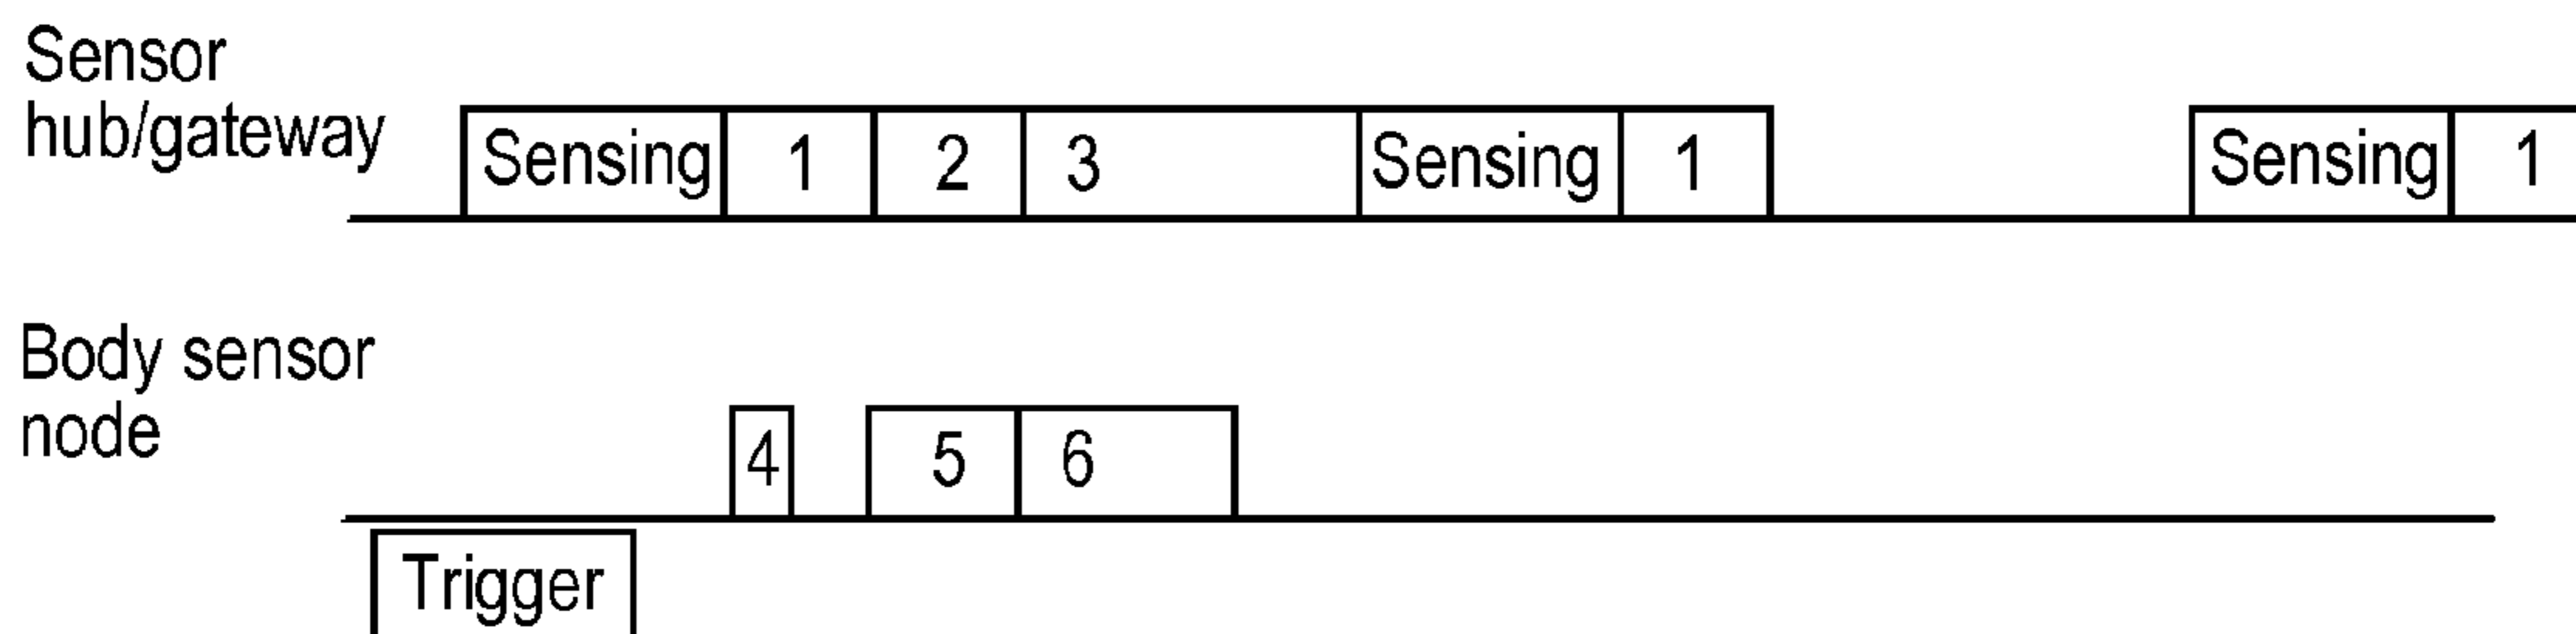 Sensor
hub/gateway
Sensing 1 2 3 Sensing 1 Sensing 1
Body sensor
node
4 5 6
Trigger